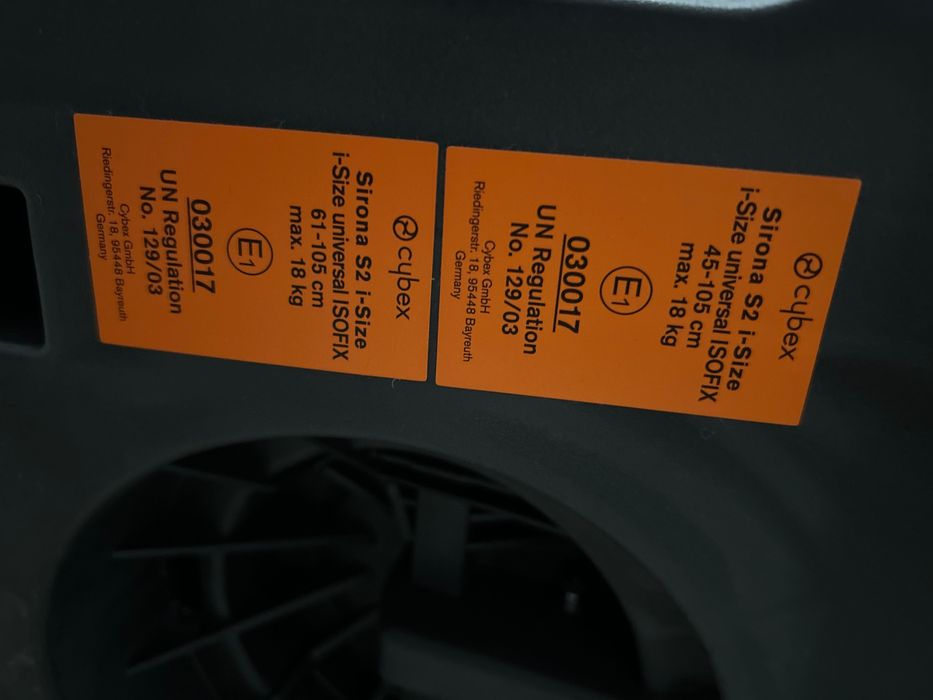 cybex
Sirona S2 i-Size
i-Size universal ISOFIX
45-105 cm
max. 18 kg
E1
030017
UN Regulation
No. 129/03
Cybex GmbH
Riedingerstr. 18, 95448 Bayreuth
Germany
cybex
Sirona S2 i-Size
i-Size universal ISOFIX
61-105 cm
max. 18 kg
E1
030017
UN Regulation
No. 129/03
Cybex GmbH
Riedingerstr. 18, 95448 Bayreuth
Germany